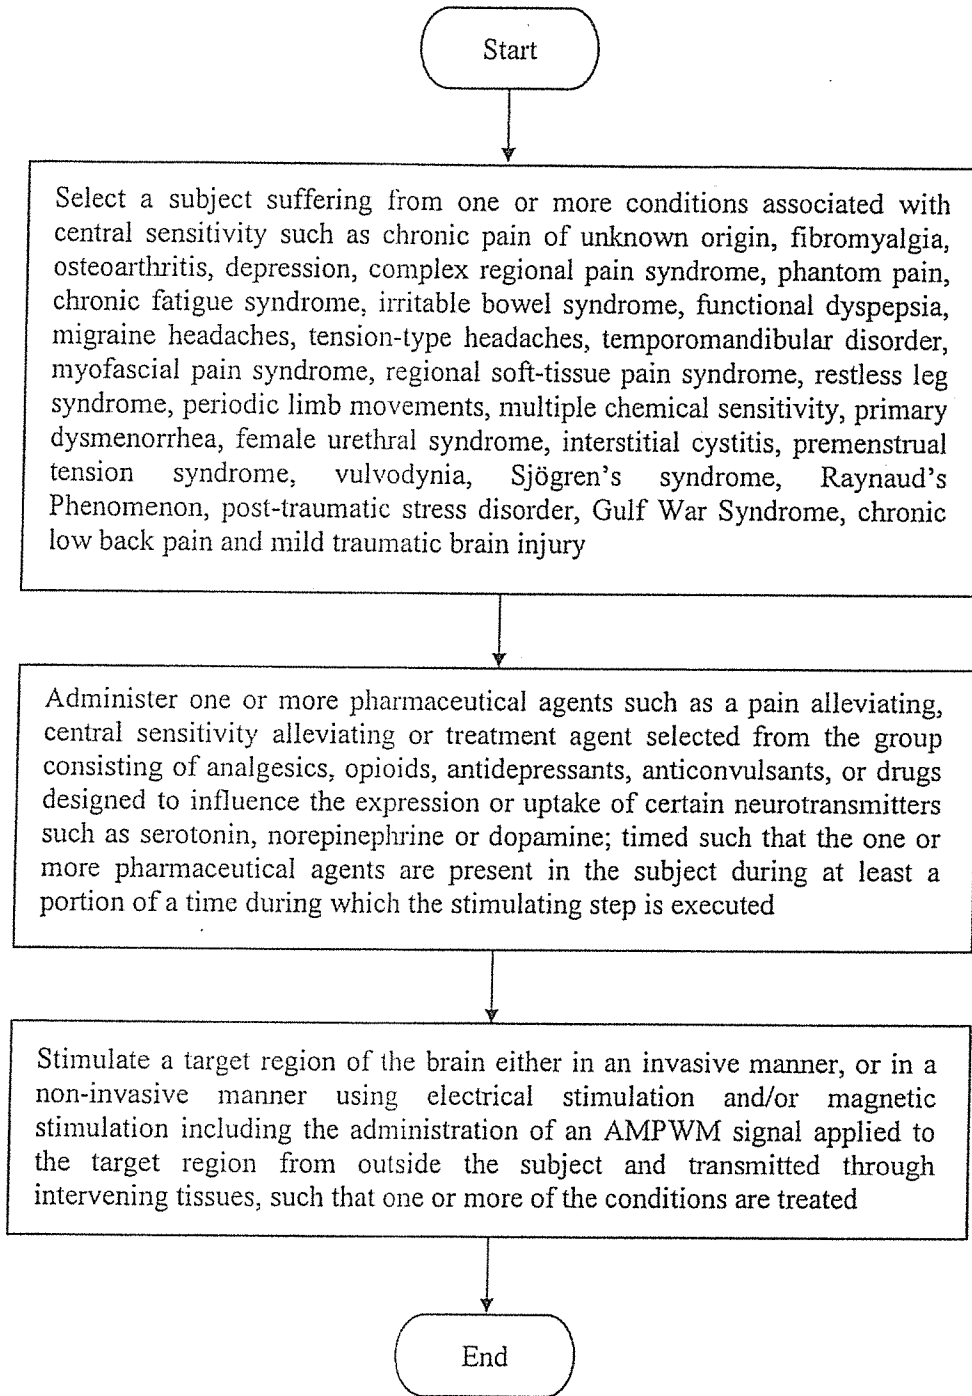 Start
Select a subject suffering from one or more conditions associated with
central sensitivity such as chronic pain of unknown origin, fibromyalgia,
osteoarthritis, depression, complex regional pain syndrome, phantom pain,
chronic fatigue syndrome, irritable bowel syndrome, functional dyspepsia,
migraine headaches, tension-type headaches, temporomandibular disorder,
myofascial pain syndrome, regional soft-tissue pain syndrome, restless leg
syndrome, periodic limb movements, multiple chemical sensitivity, primary
dysmenorrhea, female urethral syndrome, interstitial cystitis, premenstrual
tension syndrome, vulvodynia, Sjögren's syndrome, Raynaud's
Phenomenon, post-traumatic stress disorder, Gulf War Syndrome, chronic
low back pain and mild traumatic brain injury
Administer one or more pharmaceutical agents such as a pain alleviating,
central sensitivity alleviating or treatment agent selected from the group
consisting of analgesics, opioids, antidepressants, anticonvulsants, or drugs
designed to influence the expression or uptake of certain neurotransmitters
such as serotonin, norepinephrine or dopamine; timed such that the one or
more pharmaceutical agents are present in the subject during at least a
portion of a time during which the stimulating step is executed
Stimulate a target region of the brain either in an invasive manner, or in a
non-invasive manner using electrical stimulation and/or magnetic
stimulation including the administration of an AMPWM signal applied to
the target region from outside the subject and transmitted through
intervening tissues, such that one or more of the conditions are treated
End